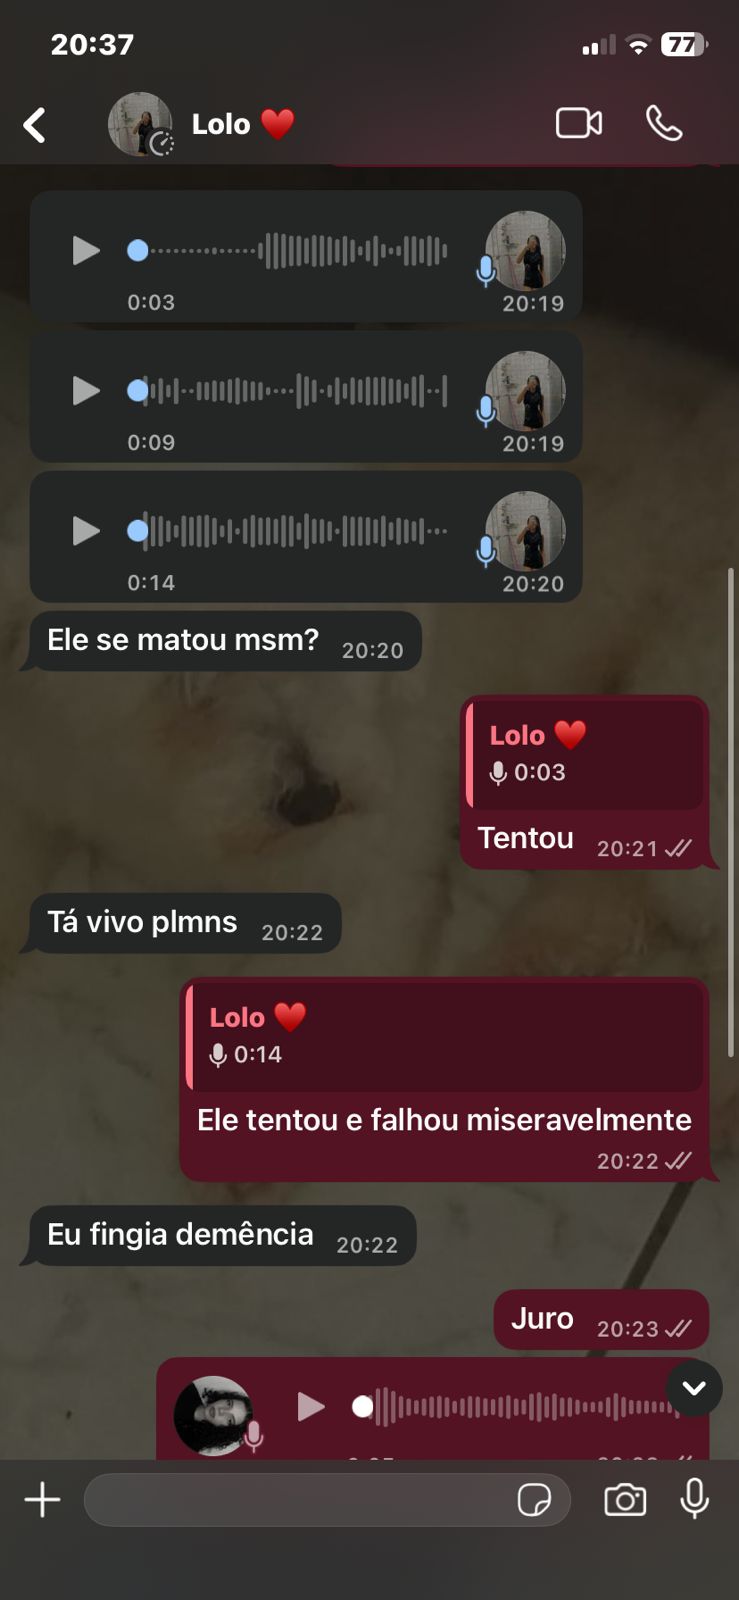 20:37
77
Lolo ❤️
0:03
20:19
0:09
20:19
0:14
20:20
Ele se matou msm? 20:20
Lolo ❤️
0:03
Tentou 20:21
Tá vivo plmns 20:22
Lolo ❤️
0:14
Ele tentou e falhou miseravelmente
20:22
Eu fingia demência 20:22
Juro 20:23